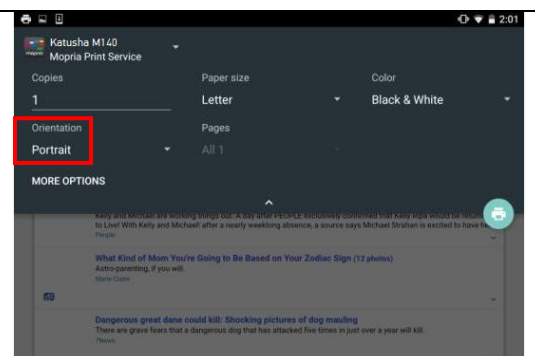 2:01
Katusha M140
mopria Mopria Print Service
Copies Paper size Color
1 Letter Black & White
Orientation Pages
Portrait All 1
MORE OPTIONS
Kelly and Michael are working things out. A day after PEOPLE exclusively confirmed that Kelly Ripa would be
to Live! With Kelly and Michael after a nearly weeklong absence, a source says Michael Strahan is excited to have
People
What Kind of Mom You're Going to Be Based on Your Zodiac Sign (12 photos)
Astro-parenting, if you will.
Marie Claire
Dangerous great dane could kill: Shocking pictures of dog mauling
There are grave fears that a dangerous dog that has attacked five times in just over a year will kill.